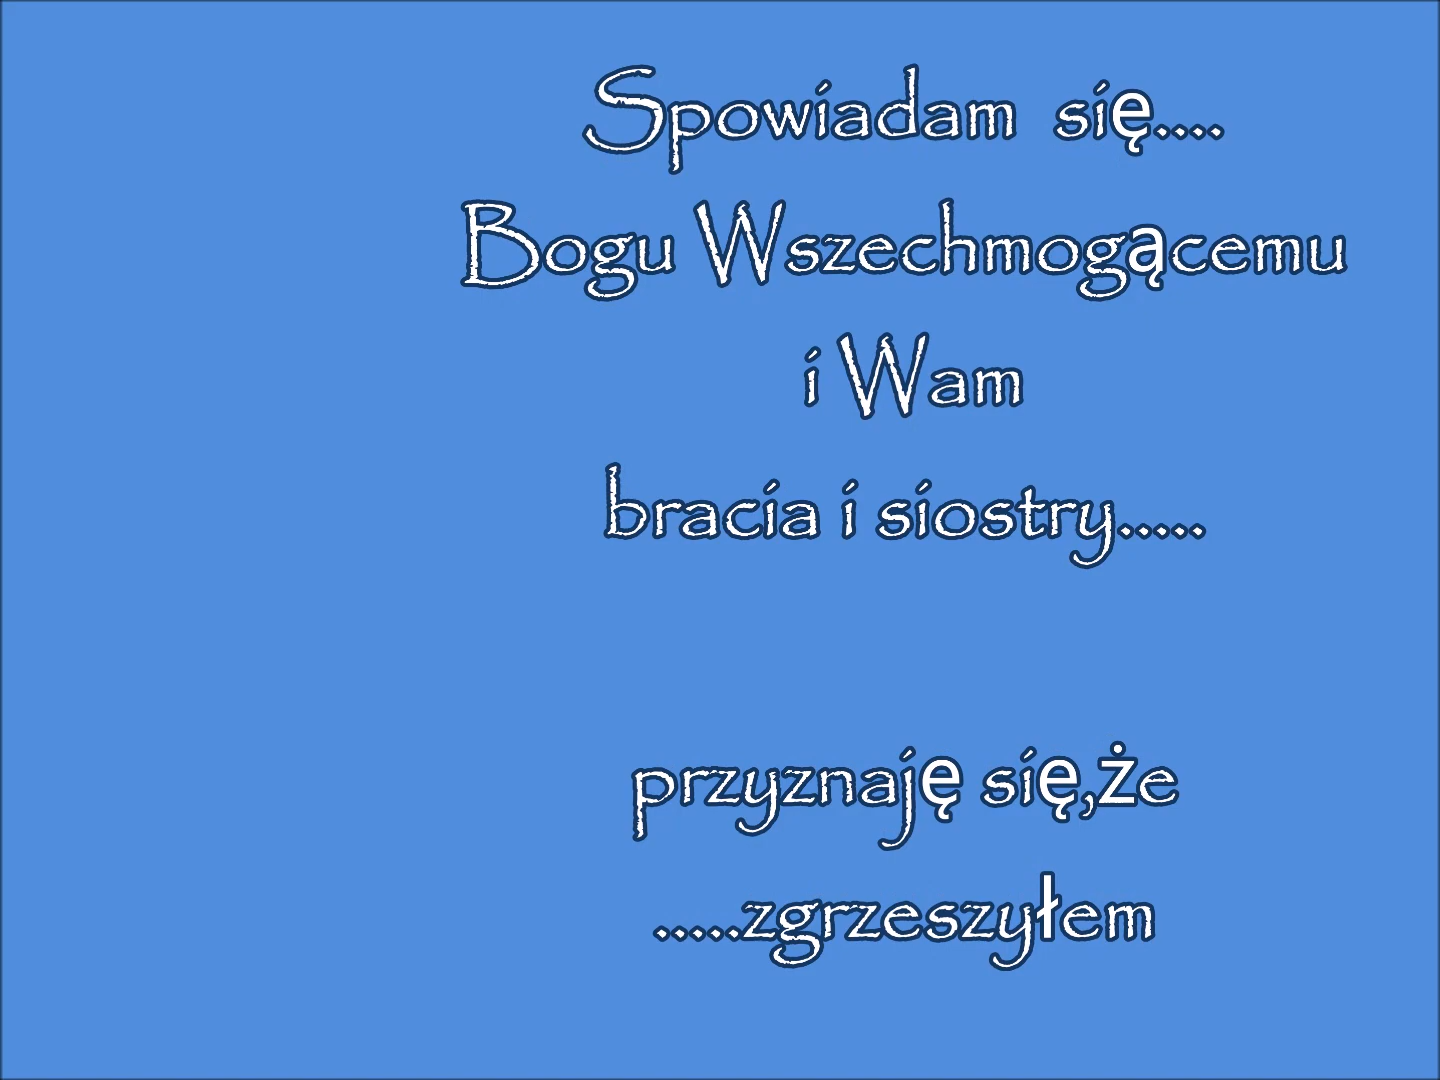 Spowiadam  się....
Bogu Wszechmogącemu
i Wam
bracia i siostry.....
przyznaję się,że
.....zgrzeszyłem